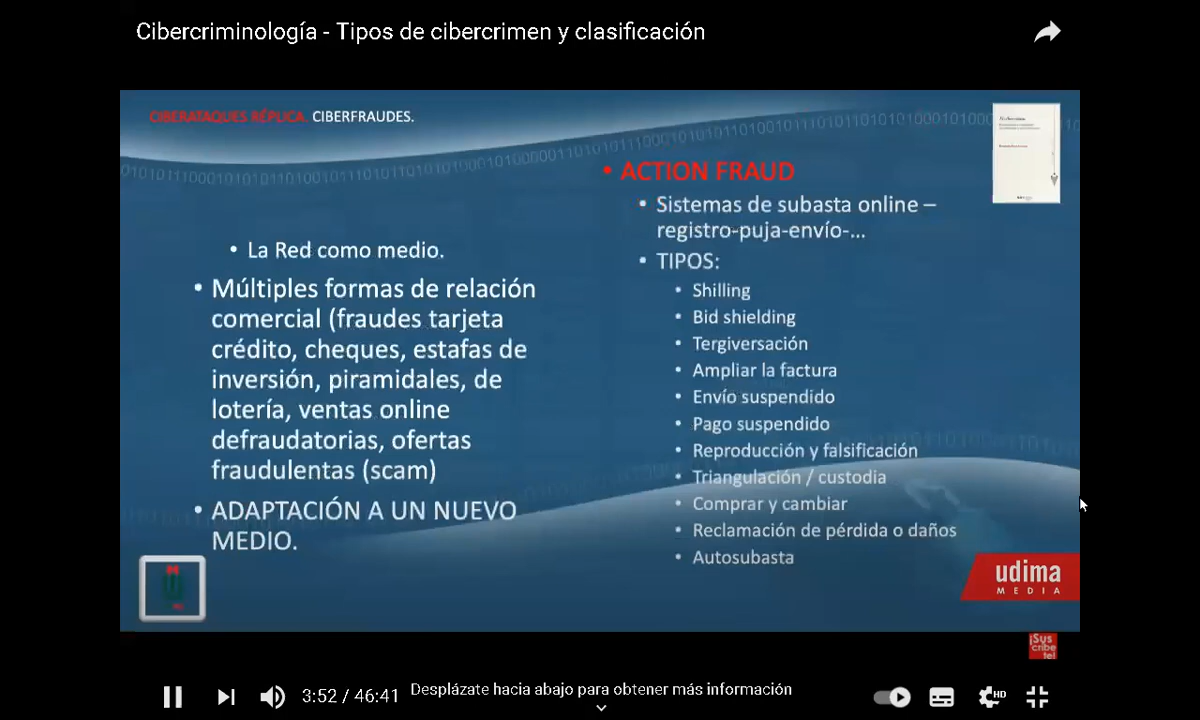 Cibercriminología - Tipos de cibercrimen y clasificación
CIBERATAQUES RÉPLICA. CIBERFRAUDES.
• La Red como medio.
• Múltiples formas de relación
comercial (fraudes tarjeta
crédito, cheques, estafas de
inversión, piramidales, de
lotería, ventas online
defraudatorias, ofertas
fraudulentas (scam)
• ADAPTACIÓN A UN NUEVO
MEDIO.
• ACTION FRAUD
• Sistemas de subasta online –
registro-puja-envío-...
• TIPOS:
• Shilling
• Bid shielding
• Tergiversación
• Ampliar la factura
• Envío suspendido
• Pago suspendido
• Reproducción y falsificación
• Triangulación / custodia
• Comprar y cambiar
• Reclamación de pérdida o daños
• Autosubasta
udima
MEDIA
¡Sus
cribe
te!
3:52 / 46:41
Desplázate hacia abajo para obtener más información
HD